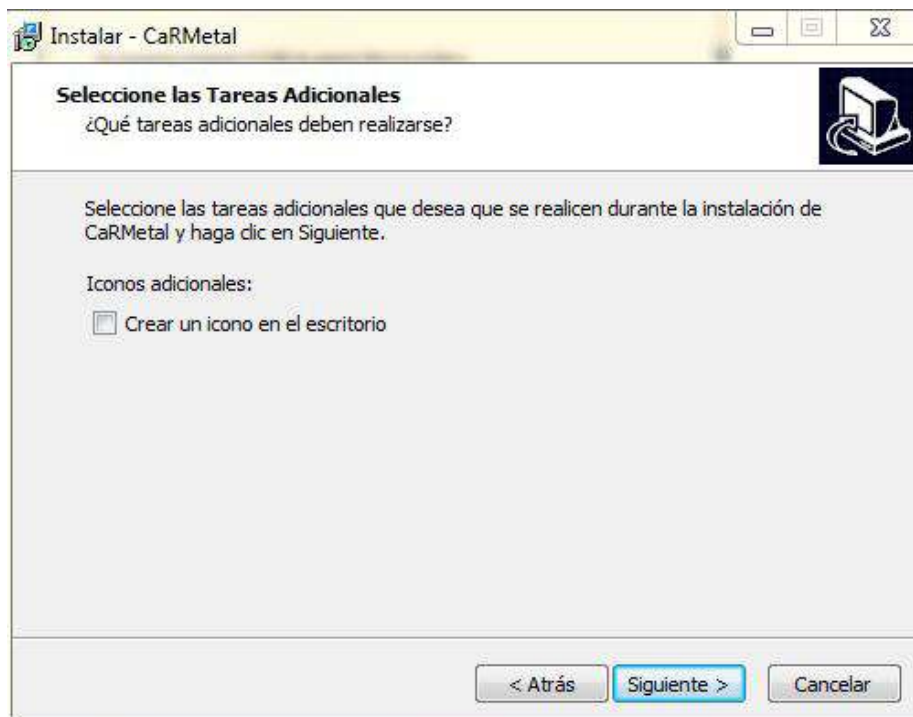 Instalar - CaRMetal
Seleccione las Tareas Adicionales
¿Qué tareas adicionales deben realizarse?
Seleccione las tareas adicionales que desea que se realicen durante la instalación de
CaRMetal y haga clic en Siguiente.
Iconos adicionales:
Crear un icono en el escritorio
< Atrás
Siguiente >
Cancelar